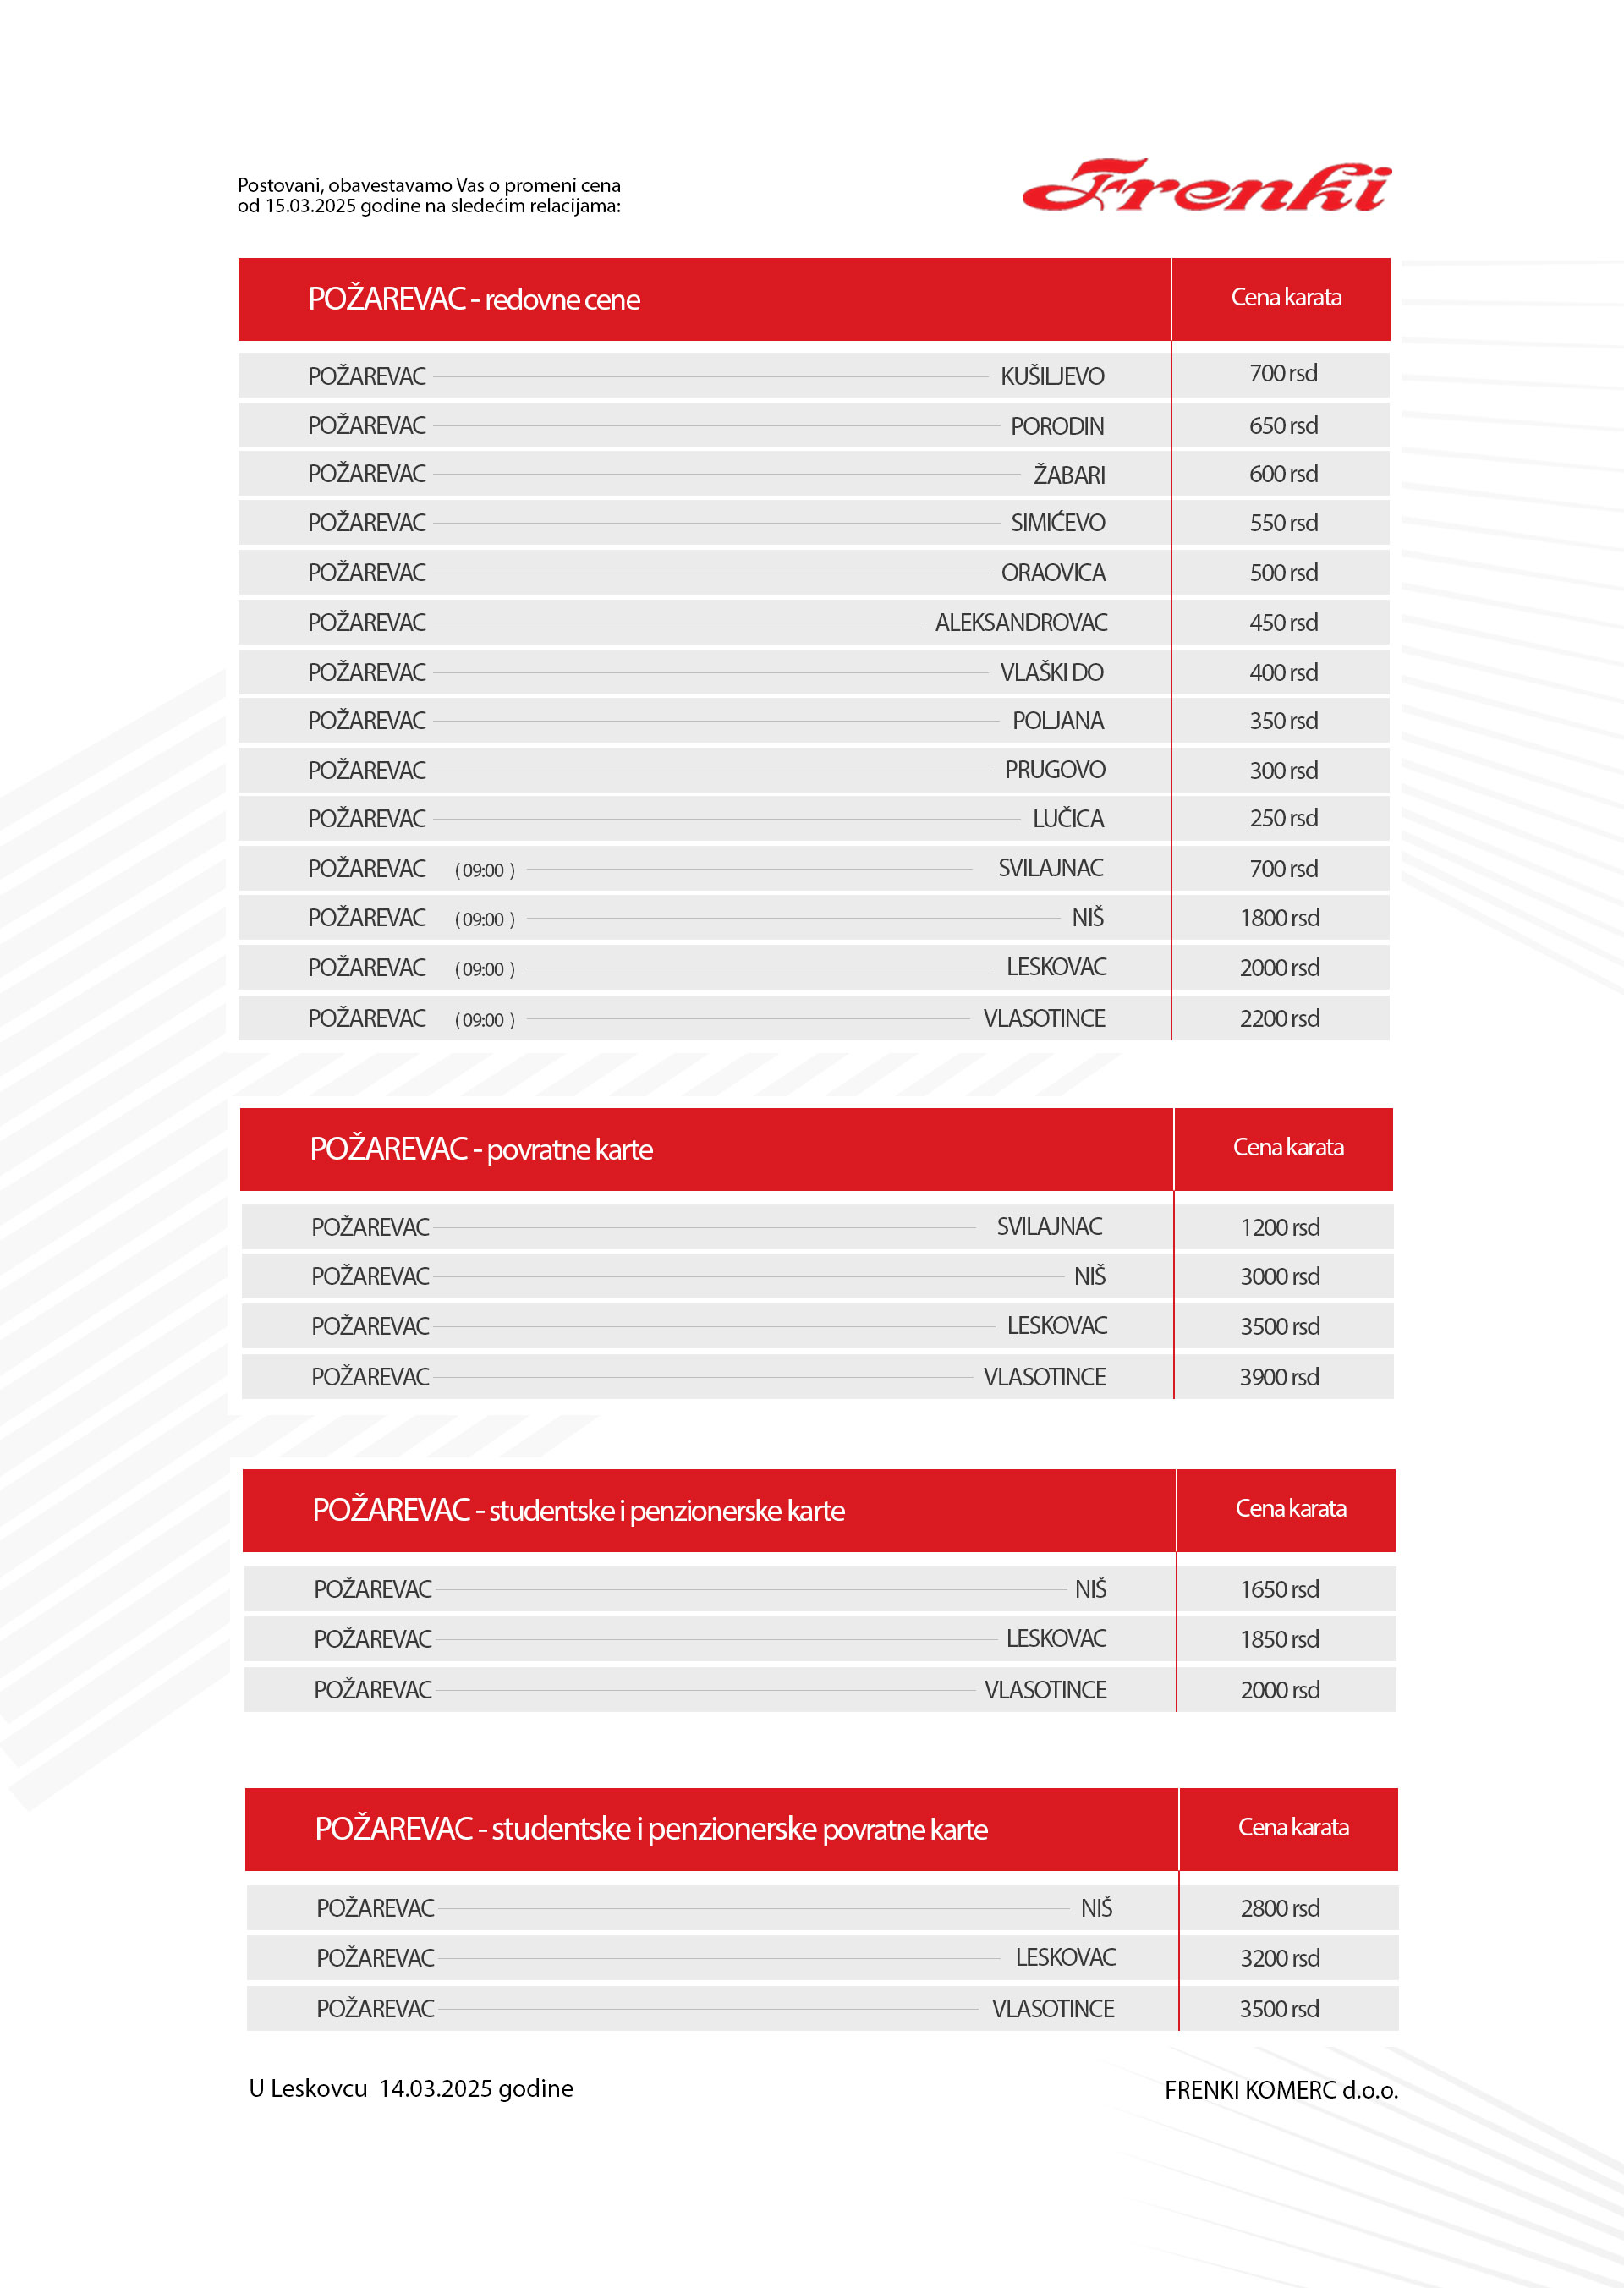 Postovani, obavestavamo Vas o promeni cena
od 15.03.2025 godine na sledećim relacijama:
Frenki
POŽAREVAC - redovne cene Cena karata
POŽAREVAC KUŠILJEVO 700 rsd
POŽAREVAC PORODIN 650 rsd
POŽAREVAC ŽABARI 600 rsd
POŽAREVAC SIMIĆEVO 550 rsd
POŽAREVAC ORAOVICA 500 rsd
POŽAREVAC ALEKSANDROVAC 450 rsd
POŽAREVAC VLAŠKI DO 400 rsd
POŽAREVAC POLJANA 350 rsd
POŽAREVAC PRUGOVO 300 rsd
POŽAREVAC LUČICA 250 rsd
POŽAREVAC ( 09:00 ) SVILAJNAC 700 rsd
POŽAREVAC ( 09:00 ) NIŠ 1800 rsd
POŽAREVAC ( 09:00 ) LESKOVAC 2000 rsd
POŽAREVAC ( 09:00 ) VLASOTINCE 2200 rsd
POŽAREVAC - povratne karte Cena karata
POŽAREVAC SVILAJNAC 1200 rsd
POŽAREVAC NIŠ 3000 rsd
POŽAREVAC LESKOVAC 3500 rsd
POŽAREVAC VLASOTINCE 3900 rsd
POŽAREVAC - studentske i penzionerske karte Cena karata
POŽAREVAC NIŠ 1650 rsd
POŽAREVAC LESKOVAC 1850 rsd
POŽAREVAC VLASOTINCE 2000 rsd
POŽAREVAC - studentske i penzionerske povratne karte Cena karata
POŽAREVAC NIŠ 2800 rsd
POŽAREVAC LESKOVAC 3200 rsd
POŽAREVAC VLASOTINCE 3500 rsd
U Leskovcu 14.03.2025 godine FRENKI KOMERC d.o.o.